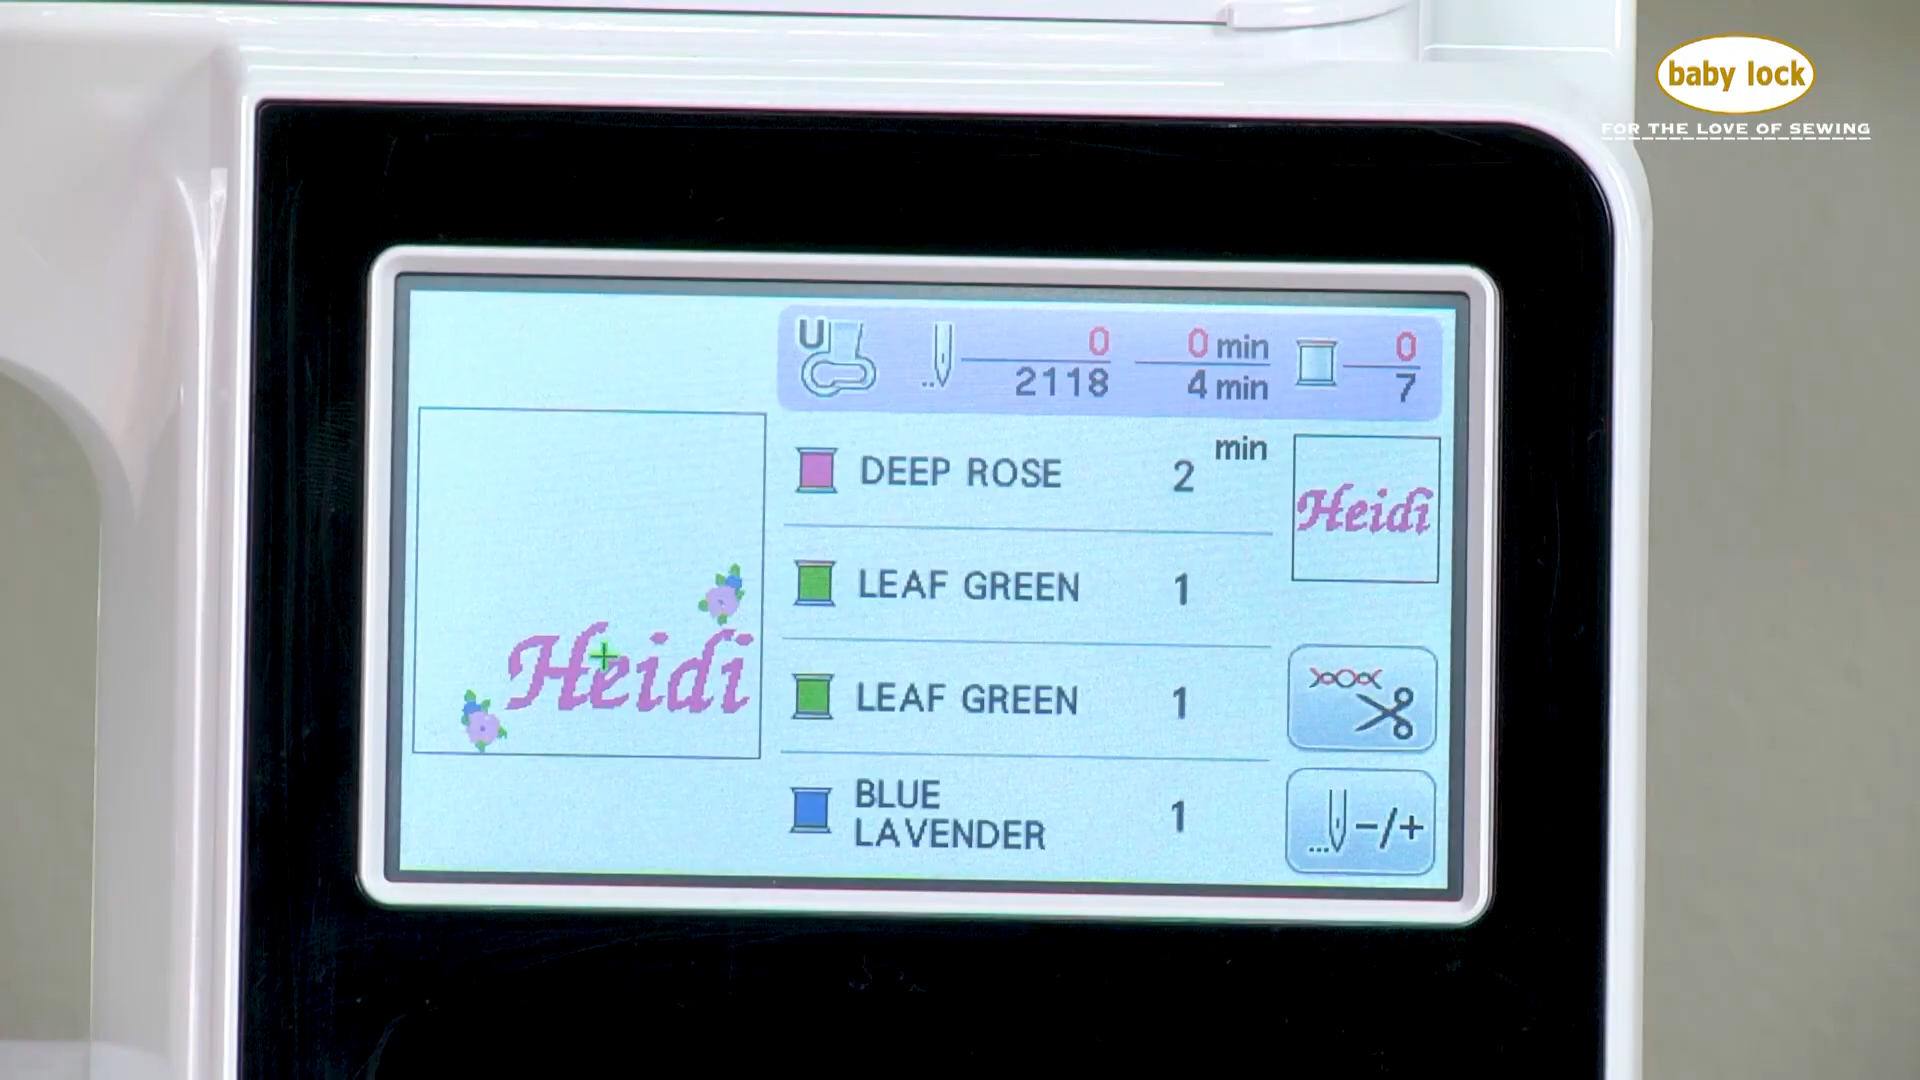 baby lock
FOR THE LOVE OF SEWING
U
0
2118
0 min
4 min
0
7
min
DEEP ROSE 2
Heidi
LEAF GREEN 1
LEAF GREEN 1
BLUE
LAVENDER 1
Heidi
-/+